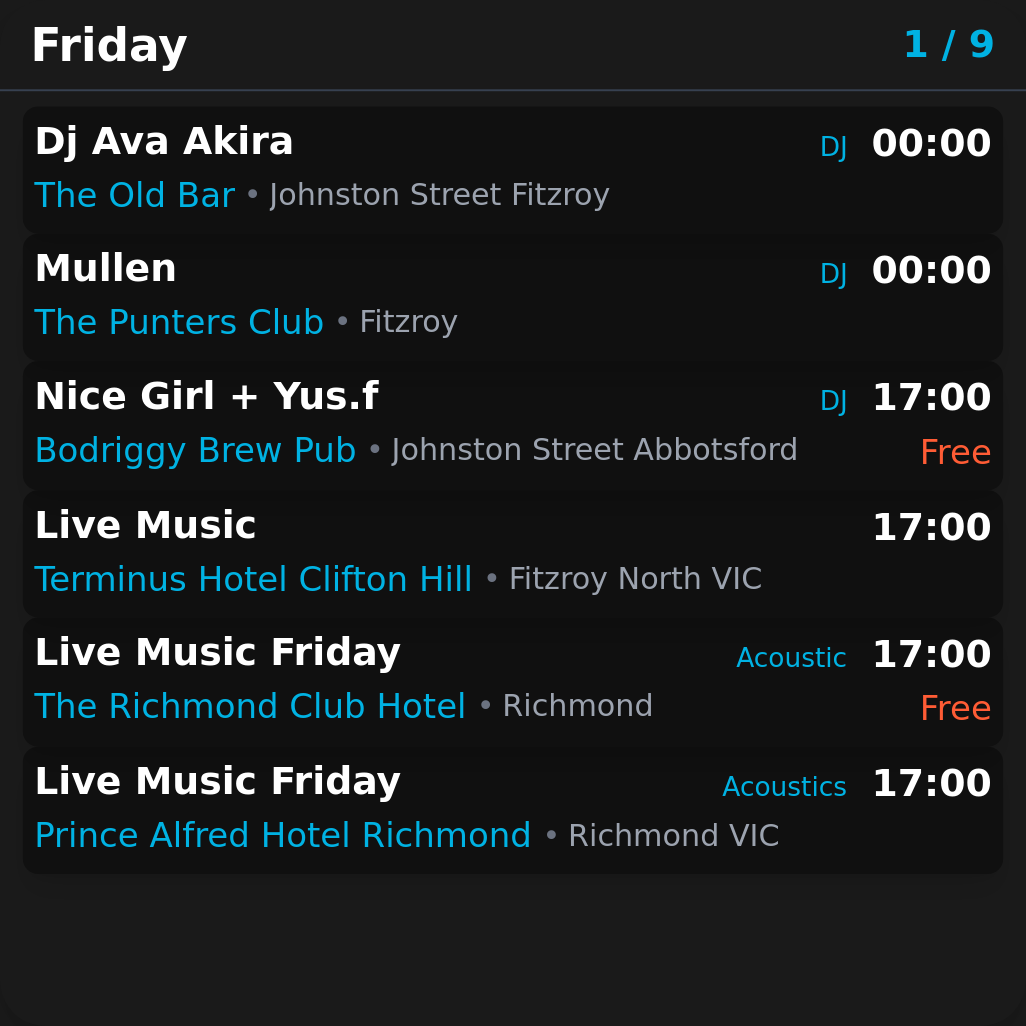 Friday 1 / 9
Dj Ava Akira DJ 00:00
The Old Bar • Johnston Street Fitzroy
Mullen DJ 00:00
The Punters Club • Fitzroy
Nice Girl + Yus.f DJ 17:00
Bodriggy Brew Pub • Johnston Street Abbotsford Free
Live Music 17:00
Terminus Hotel Clifton Hill • Fitzroy North VIC
Live Music Friday Acoustic 17:00
The Richmond Club Hotel • Richmond Free
Live Music Friday Acoustics 17:00
Prince Alfred Hotel Richmond • Richmond VIC